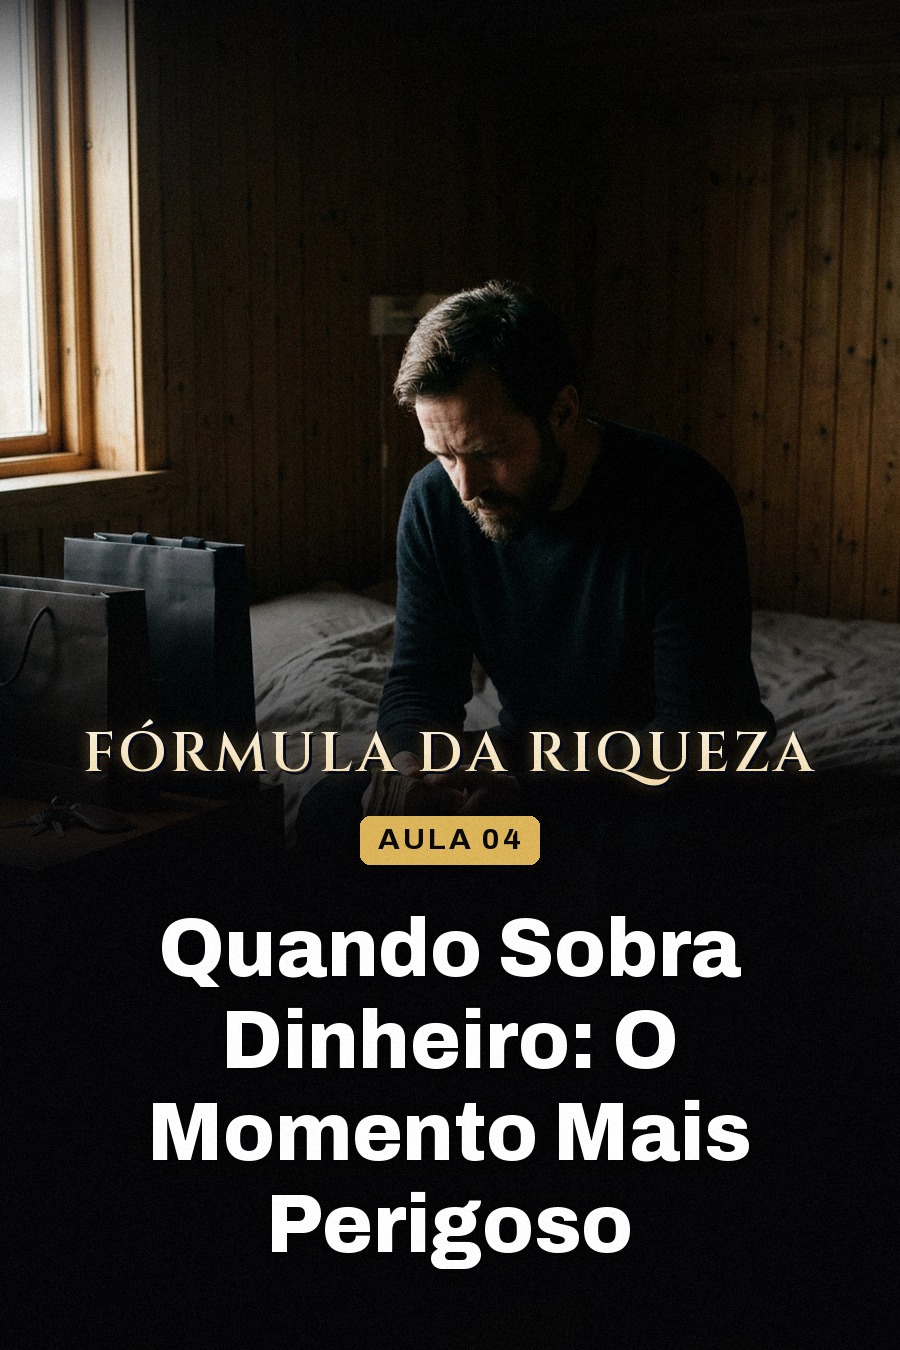 FÓRMULA DA RIQUEZA
AULA 04
Quando Sobra
Dinheiro: O
Momento Mais
Perigoso